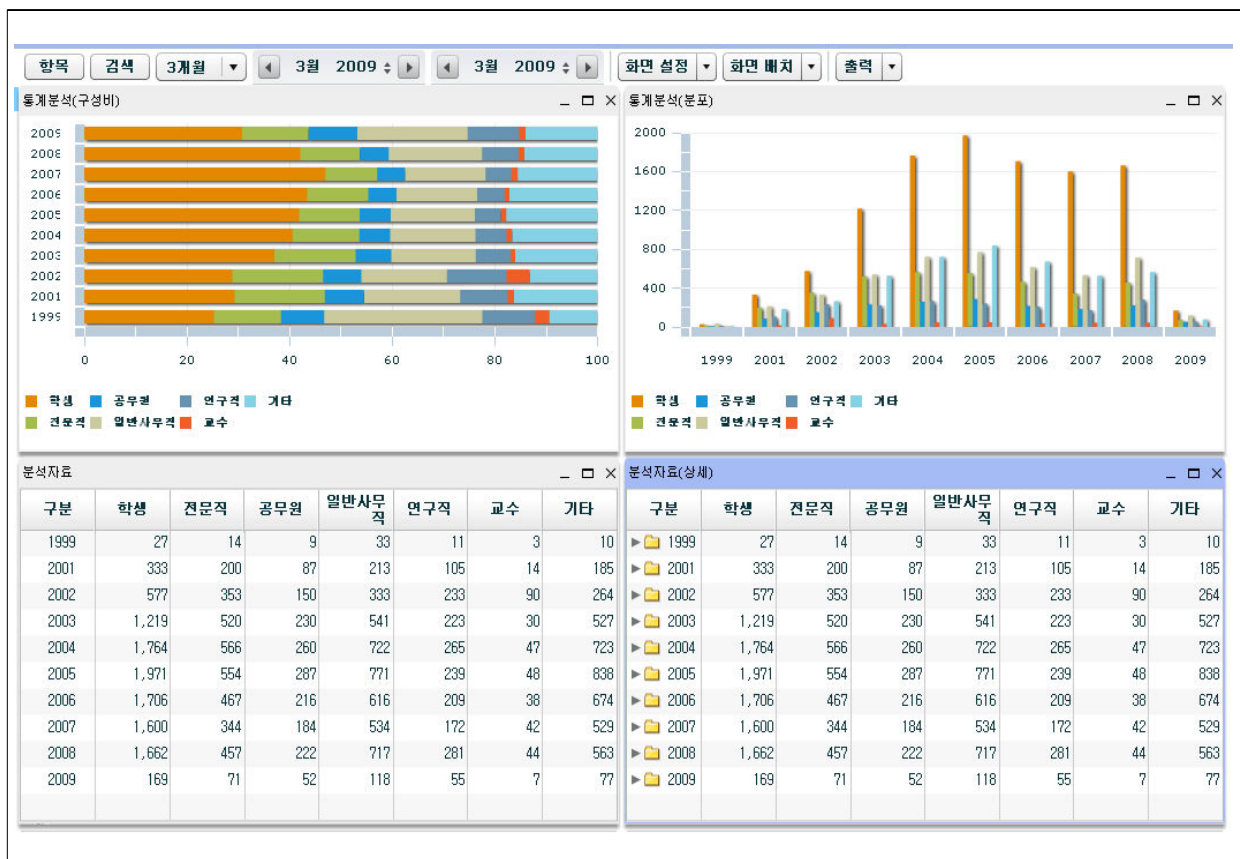 항목 검색 3개월 3월 2009 3월 2009 화면 설정 화면 배치 출력
통계분석(구성비)
2009
2008
2007
2006
2005
2004
2003
2002
2001
1999
0 20 40 60 80 100
학생 공무원 연구직 기타
전문직 일반사무직 교수
통계분석(분포)
2000
1600
1200
800
400
0
1999 2001 2002 2003 2004 2005 2006 2007 2008 2009
학생 공무원 연구직 기타
전문직 일반사무직 교수
분석자료
구분 학생 전문직 공무원 일반사무직 연구직 교수 기타
1999 27 14 9 33 11 3 10
2001 333 200 87 213 105 14 185
2002 577 353 150 333 233 90 264
2003 1,219 520 230 541 223 30 527
2004 1,764 566 260 722 265 47 723
2005 1,971 554 287 771 239 48 838
2006 1,706 467 216 616 209 38 674
2007 1,600 344 184 534 172 42 529
2008 1,662 457 222 717 281 44 563
2009 169 71 52 118 55 7 77
분석자료(상세)
구분 학생 전문직 공무원 일반사무직 연구직 교수 기타
1999 27 14 9 33 11 3 10
2001 333 200 87 213 105 14 185
2002 577 353 150 333 233 90 264
2003 1,219 520 230 541 223 30 527
2004 1,764 566 260 722 265 47 723
2005 1,971 554 287 771 239 48 838
2006 1,706 467 216 616 209 38 674
2007 1,600 344 184 534 172 42 529
2008 1,662 457 222 717 281 44 563
2009 169 71 52 118 55 7 77